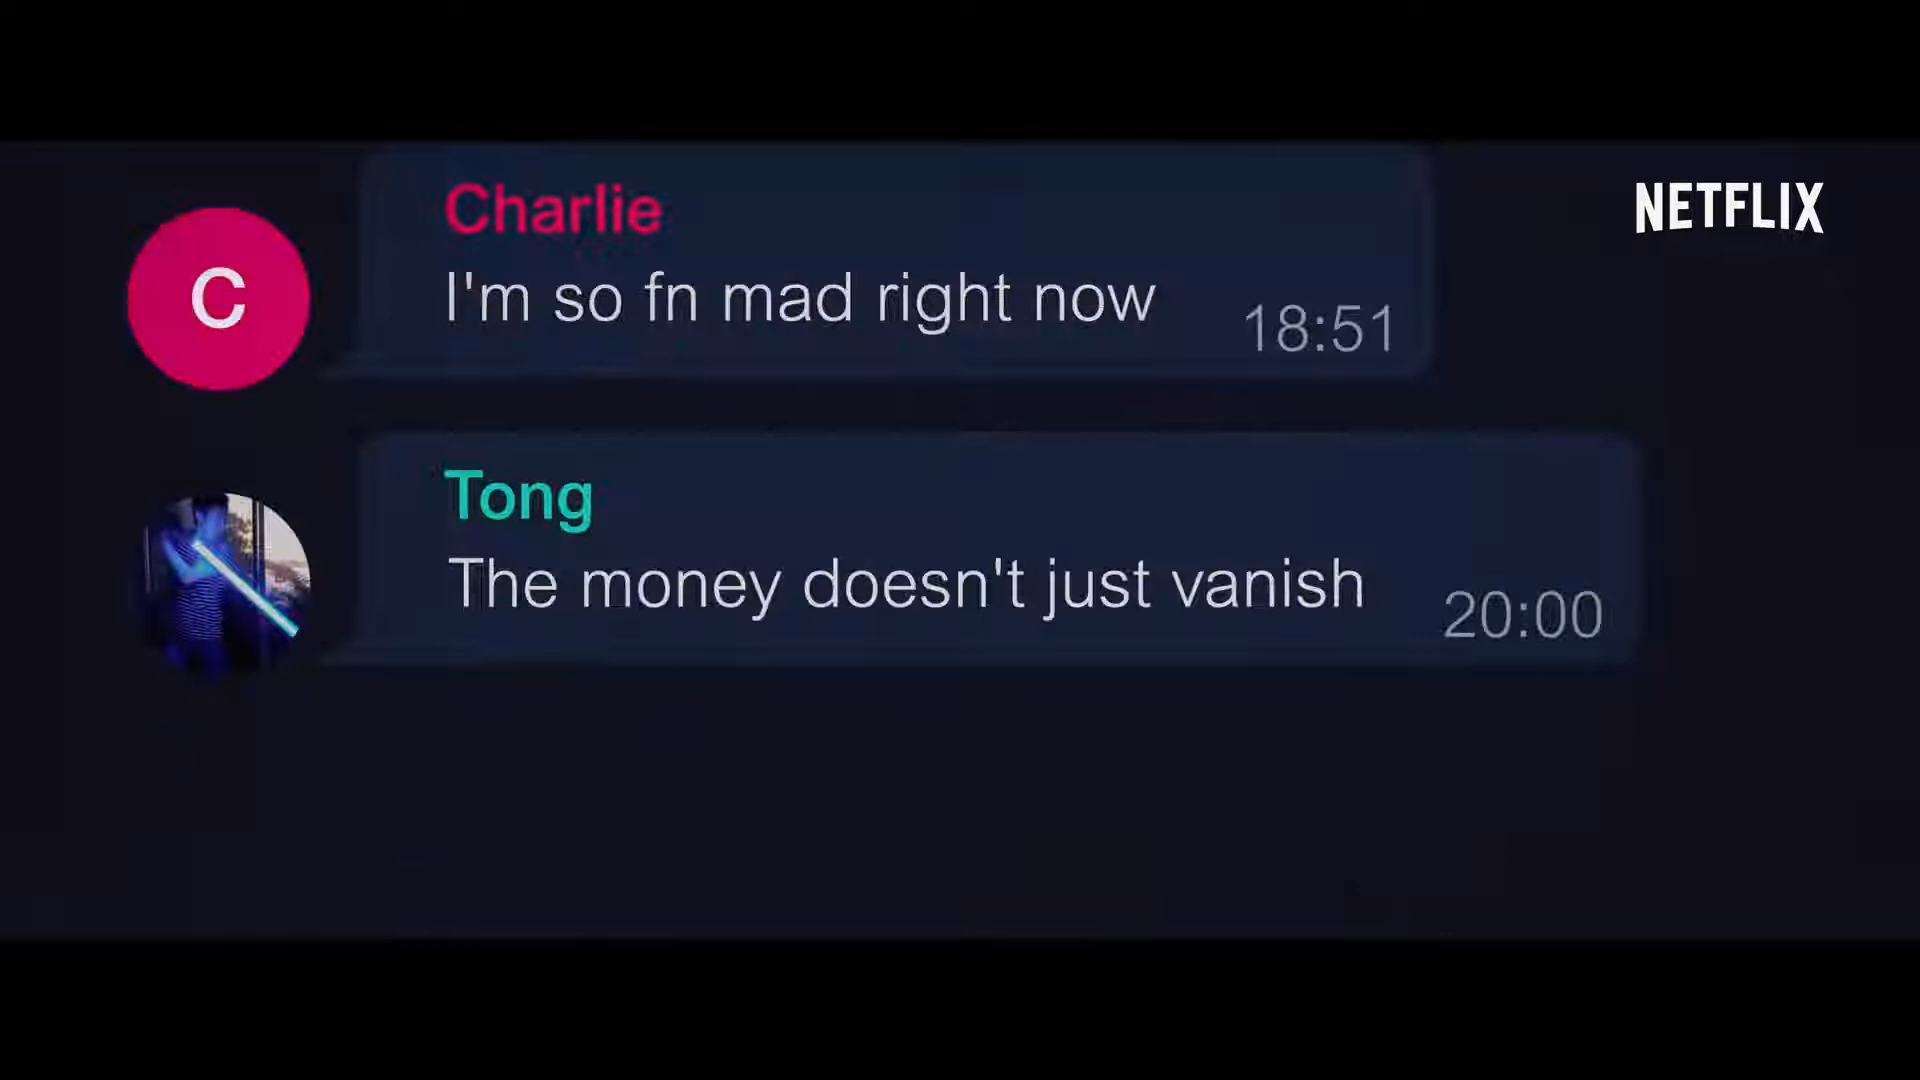 NETFLIX
C
Charlie
I'm so fn mad right now
18:51
Tong
The money doesn't just vanish
20:00